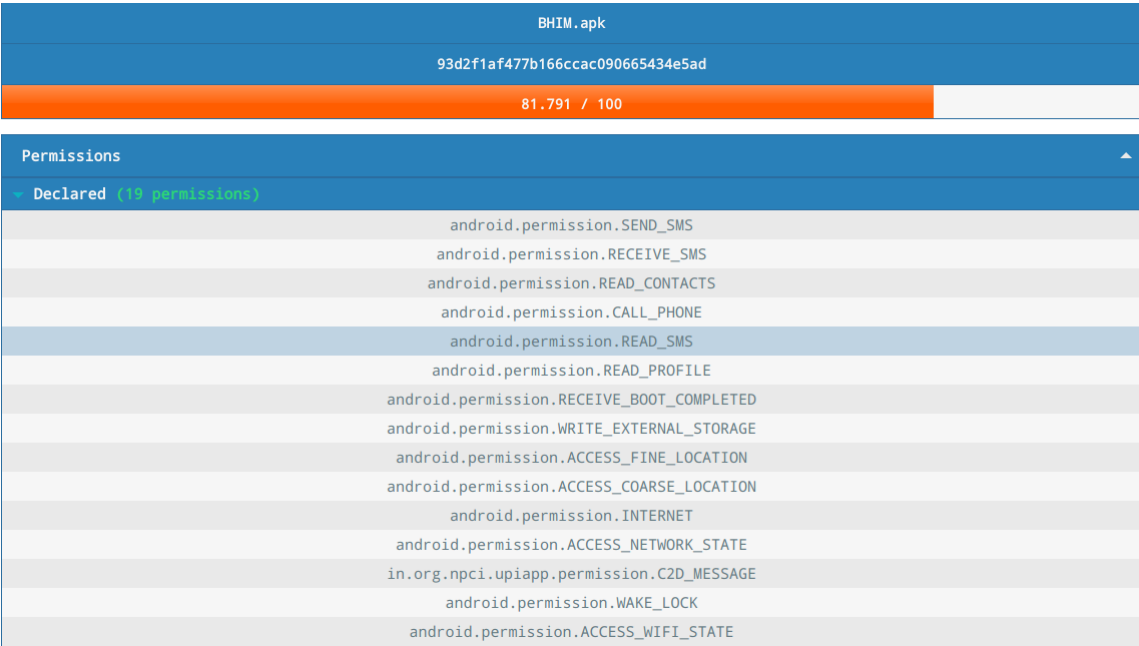 BHIM.apk
93d2f1af477b166ccac090665434e5ad
81.791 / 100
Permissions
Declared (19 permissions)
android.permission.SEND_SMS
android.permission.RECEIVE_SMS
android.permission.READ_CONTACTS
android.permission.CALL_PHONE
android.permission.READ_SMS
android.permission.READ_PROFILE
android.permission.RECEIVE_BOOT_COMPLETED
android.permission.WRITE_EXTERNAL_STORAGE
android.permission.ACCESS_FINE_LOCATION
android.permission.ACCESS_COARSE_LOCATION
android.permission.INTERNET
android.permission.ACCESS_NETWORK_STATE
in.org.npci.upiapp.permission.C2D_MESSAGE
android.permission.WAKE_LOCK
android.permission.ACCESS_WIFI_STATE